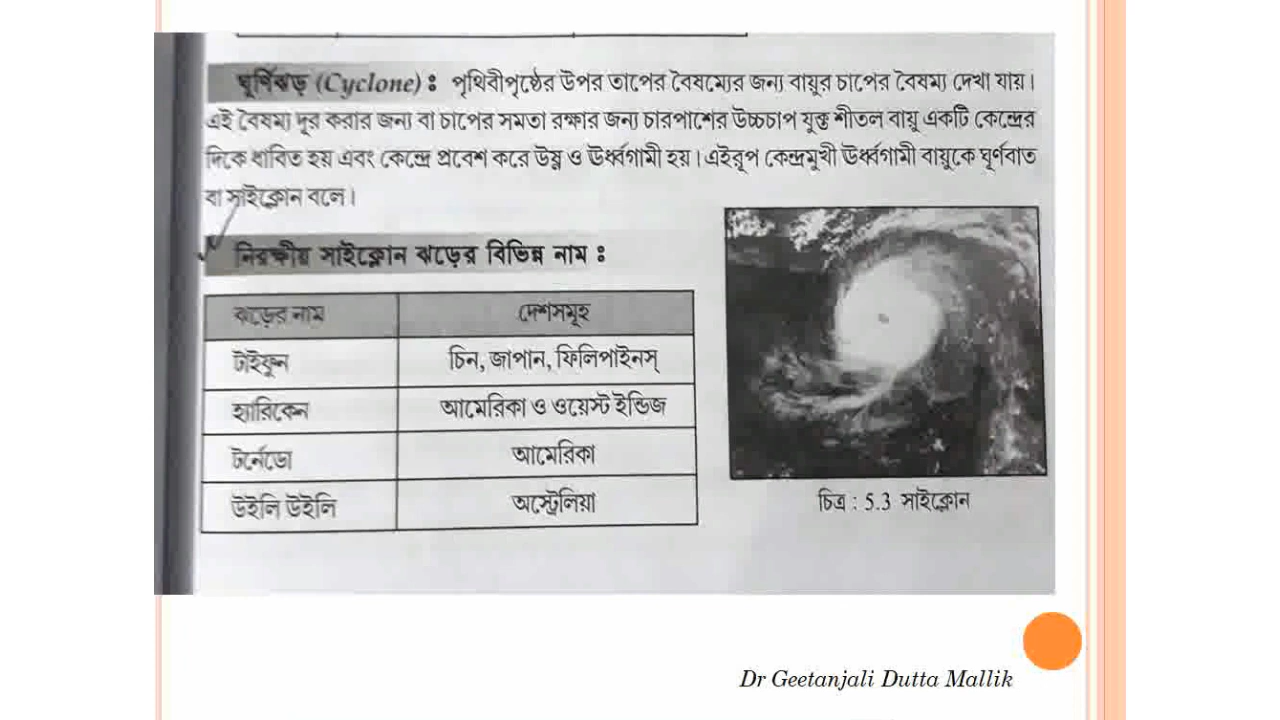 ঘূর্ণিঝড় (Cyclone) : পৃথিবীপৃষ্ঠের উপর তাপের বৈষম্যের জন্য বায়ুর চাপের বৈষম্য দেখা যায়।
এই বৈষম্য দূর করার জন্য বা চাপের সমতা রক্ষার জন্য চারপাশের উচ্চচাপ যুক্ত শীতল বায়ু একটি কেন্দ্রের
দিকে ধাবিত হয় এবং কেন্দ্রে প্রবেশ করে উষ্ণ ও ঊর্ধ্বগামী হয়। এইরূপ কেন্দ্রমুখী ঊর্ধ্বগামী বায়ুকে ঘূর্ণবাত
বা সাইক্লোন বলে।
নিরক্ষীয় সাইক্লোন ঝড়ের বিভিন্ন নাম :
ঝড়ের নাম দেশসমূহ
টাইফুন চিন, জাপান, ফিলিপাইনস্
হ্যারিকেন আমেরিকা ও ওয়েস্ট ইন্ডিজ
টর্নেডো আমেরিকা
উইলি উইলি অস্ট্রেলিয়া
চিত্র : 5.3 সাইক্লোন
Dr Geetanjali Dutta Mallik